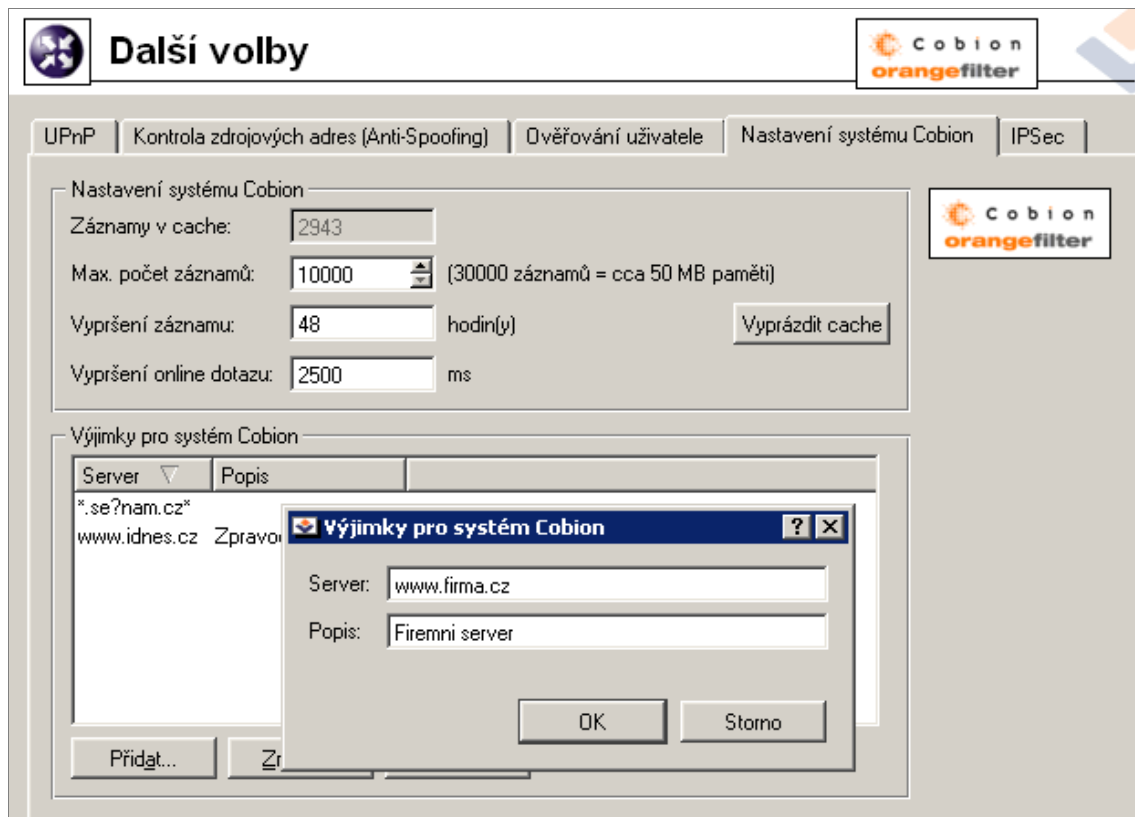 Další volby
Cobion
orangefilter
UPnP
Kontrola zdrojových adres (Anti-Spoofing)
Ověřování uživatele
Nastavení systému Cobion
IPSec
Nastavení systému Cobion
Cobion
orangefilter
Záznamy v cache: 2943
Max. počet záznamů: 10000 (30000 záznamů = cca 50 MB paměti)
Vypršení záznamu: 48 hodin(y) Vyprázdit cache
Vypršení online dotazu: 2500 ms
Výjimky pro systém Cobion
Server Popis
*.se?nam.cz*
www.idnes.cz
Výjimky pro systém Cobion
Server: www.firma.cz
Popis: Firemni server
OK Storno
Přidat...